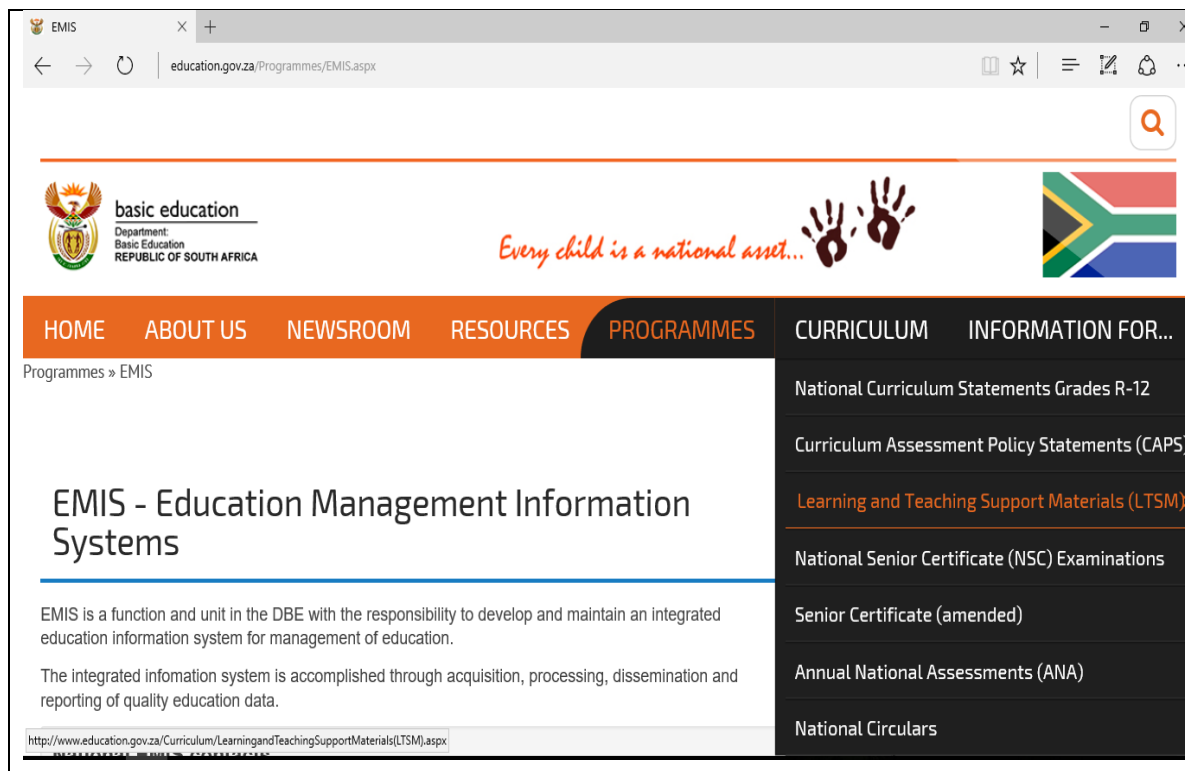 EMIS
education.gov.za/Programmes/EMIS.aspx
basic education
Department:
Basic Education
REPUBLIC OF SOUTH AFRICA
Every child is a national asset...
HOME ABOUT US NEWSROOM RESOURCES PROGRAMMES CURRICULUM INFORMATION FOR...
Programmes » EMIS
National Curriculum Statements Grades R-12
Curriculum Assessment Policy Statements (CAPS)
Learning and Teaching Support Materials (LTSM)
National Senior Certificate (NSC) Examinations
Senior Certificate (amended)
Annual National Assessments (ANA)
National Circulars
EMIS - Education Management Information
Systems
EMIS is a function and unit in the DBE with the responsibility to develop and maintain an integrated
education information system for management of education.
The integrated infomation system is accomplished through acquisition, processing, dissemination and
reporting of quality education data.
http://www.education.gov.za/Curriculum/LearningandTeachingSupportMaterials(LTSM).aspx
National EMIS contacts